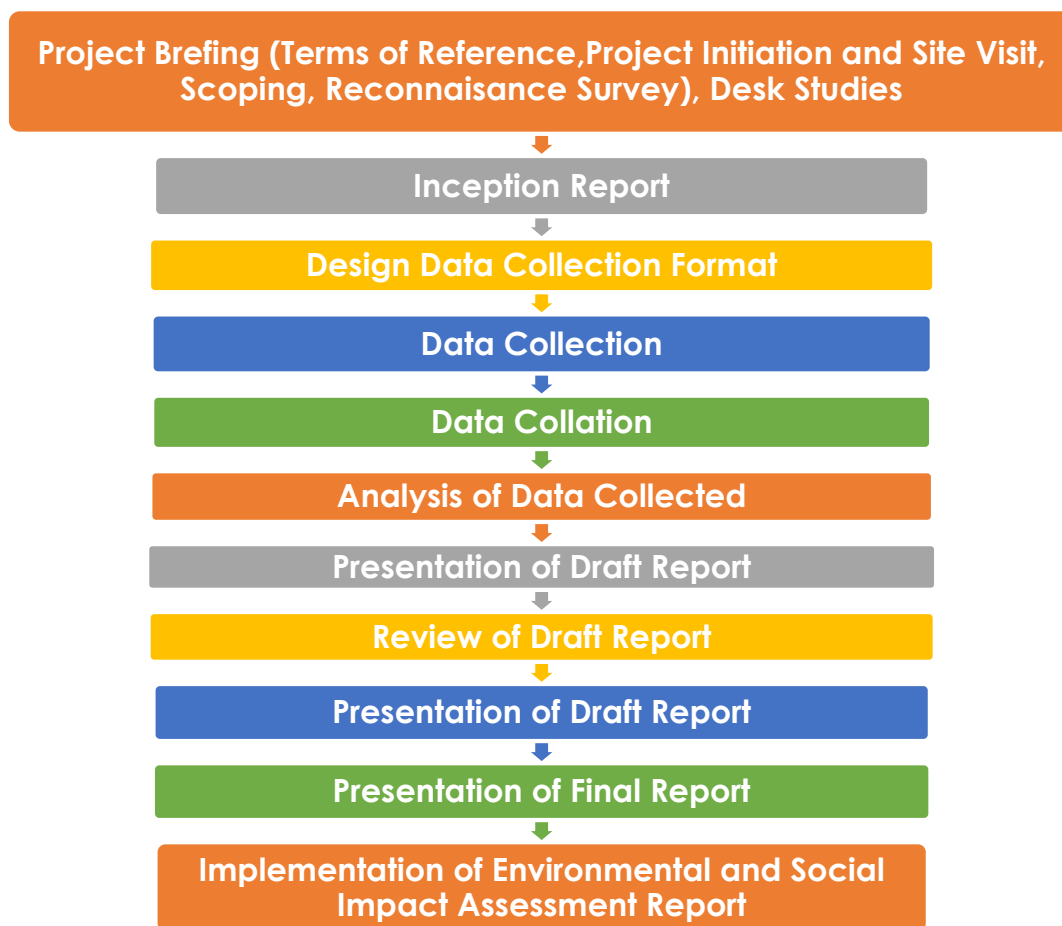 Project Brefing (Terms of Reference,Project Initiation and Site Visit,
Scoping, Reconnaisance Survey), Desk Studies
Inception Report
Design Data Collection Format
Data Collection
Data Collation
Analysis of Data Collected
Presentation of Draft Report
Review of Draft Report
Presentation of Draft Report
Presentation of Final Report
Implementation of Environmental and Social
Impact Assessment Report